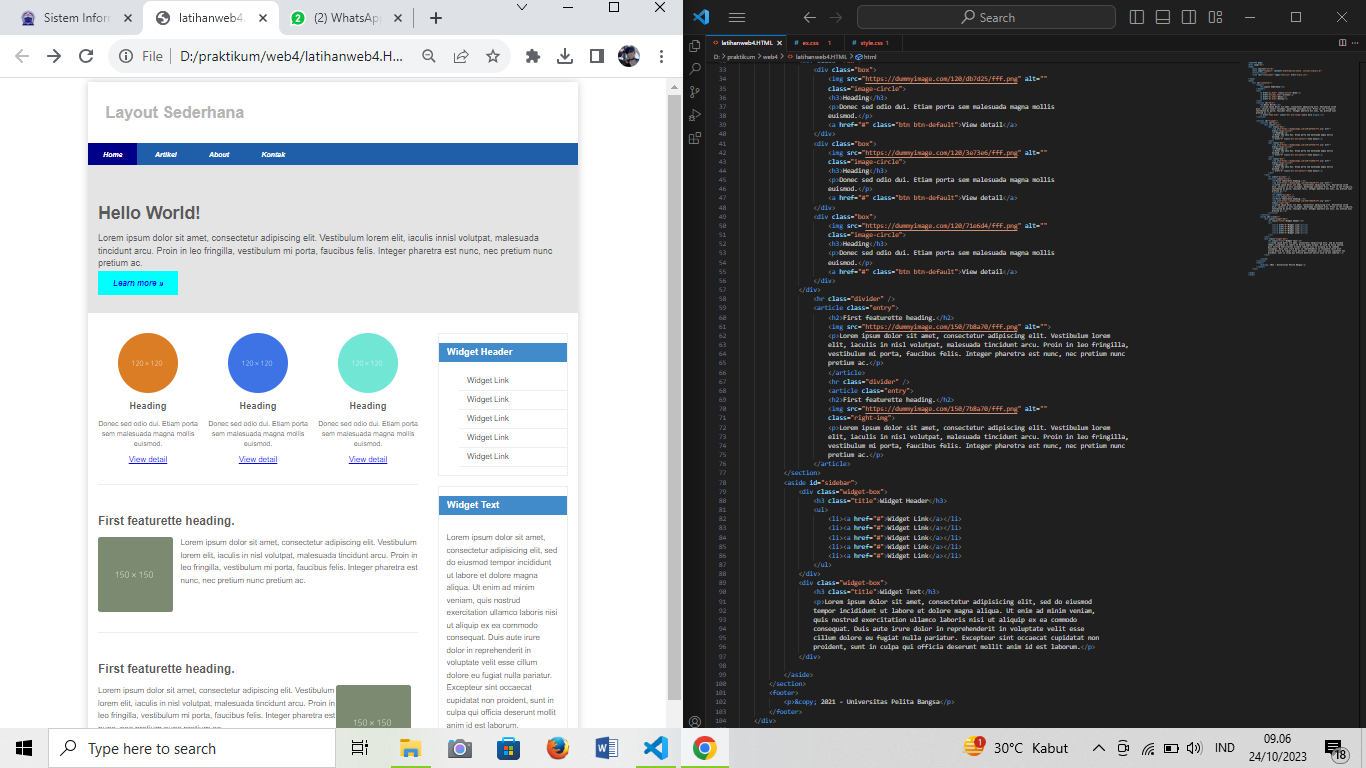 Sistem Infor
latihanweb4.
(2) WhatsAp
File
D:/praktikum/web4/latihanweb4.H...
Layout Sederhana
Home
Artikel
About
Kontak
Hello World!
Lorem ipsum dolor sit amet, consectetur adipiscing elit. Vestibulum lorem elit, iaculis innisl volutpat, malesuada
tincidunt arcu. Proin in leo fringilla, vestibulum mi porta, faucibus felis. Integer pharetra est nunc, nec pretium nunc
pretium ac.
Learn more »
120 × 120
120 × 120
120 × 120
Heading
Heading
Heading
Donec sed odio dui. Etiam porta
sem malesuada magna mollis
euismod.
Donec sed odio dui. Etiam porta
sem malesuada magna mollis
euismod.
Donec sed odio dui. Etiam porta
sem malesuada magna mollis
euismod.
View detail
View detail
View detail
First featurette heading.
150 × 150
Lorem ipsum dolor sit amet, consectetur adipiscing elit. Vestibulum
lorem elit, iaculis in nisl volutpat, malesuada tincidunt arcu. Proin in
leo fringilla, vestibulum mi porta, faucibus felis. Integer pharetra est
nunc, nec pretium nunc pretium ac.
First featurette heading.
Lorem ipsum dolor sit amet, consectetur adipiscing elit. Vestibulum
lorem elit, iaculis in nisl volutpat, malesuada tincidunt arcu. Proin in
leo fringilla, vestibulum mi porta, faucibus felis. Integer pharetra est
150 × 150
Widget Header
Widget Link
Widget Link
Widget Link
Widget Link
Widget Link
Widget Text
Lorem ipsum dolor sit amet,
consectetur adipisicing elit, sed
do eiusmod tempor incididunt
ut labore et dolore magna
aliqua. Ut enim ad minim
veniam, quis nostrud
exercitation ullamco laboris nisi
ut aliquip ex ea commodo
consequat. Duis aute irure
dolor in reprehenderit in
voluptate velit esse cillum
dolore eu fugiat nulla pariatur.
Excepteur sint occaecat
cupidatat non proident, sunt in
culpa qui officia deserunt mollit
anim id est laborum.
Search
latihanweb4.HTML
ex.css 1
style.css 1
D: > praktikum > web4 > latihanweb4.HTML > html
33 <div class="box">
34 <img src="https://dummyimage.com/120/db7d25/fff.png" alt=""
35 class="image-circle">
36 <h3>Heading</h3>
37 <p>Donec sed odio dui. Etiam porta sem malesuada magna mollis
38 euismod.</p>
39 <a href="#" class="btn btn-default">View detail</a>
40 </div>
41 <div class="box">
42 <img src="https://dummyimage.com/120/3e73e6/fff.png" alt=""
43 class="image-circle">
44 <h3>Heading</h3>
45 <p>Donec sed odio dui. Etiam porta sem malesuada magna mollis
46 euismod.</p>
47 <a href="#" class="btn btn-default">View detail</a>
48 </div>
49 <div class="box">
50 <img src="https://dummyimage.com/120/71e6d4/fff.png" alt=""
51 class="image-circle">
52 <h3>Heading</h3>
53 <p>Donec sed odio dui. Etiam porta sem malesuada magna mollis
54 euismod.</p>
55 <a href="#" class="btn btn-default">View detail</a>
56 </div>
57 </div>
58 <hr class="divider" />
59 <article class="entry">
60 <h2>First featurette heading.</h2>
61 <img src="https://dummyimage.com/150/7b8a70/fff.png" alt="">
62 <p>Lorem ipsum dolor sit amet, consectetur adipiscing elit. Vestibulum lorem
63 elit, iaculis in nisl volutpat, malesuada tincidunt arcu. Proin in leo fringilla,
64 vestibulum mi porta, faucibus felis. Integer pharetra est nunc, nec pretium nunc
65 pretium ac.</p>
66 </article>
67 <hr class="divider" />
68 <article class="entry">
69 <h2>First featurette heading.</h2>
70 <img src="https://dummyimage.com/150/7b8a70/fff.png" alt=""
71 class="right-img">
72 <p>Lorem ipsum dolor sit amet, consectetur adipiscing elit. Vestibulum lorem
73 elit, iaculis in nisl volutpat, malesuada tincidunt arcu. Proin in leo fringilla,
74 vestibulum mi porta, faucibus felis. Integer pharetra est nunc, nec pretium nunc
75 pretium ac.</p>
76 </article>
77 </section>
78 <aside id="sidebar">
79 <div class="widget-box">
80 <h3 class="title">Widget Header</h3>
81 <ul>
82 <li><a href="#">Widget Link</a></li>
83 <li><a href="#">Widget Link</a></li>
84 <li><a href="#">Widget Link</a></li>
85 <li><a href="#">Widget Link</a></li>
86 <li><a href="#">Widget Link</a></li>
87 </ul>
88 </div>
89 <div class="widget-box">
90 <h3 class="title">Widget Text</h3>
91 <p>Lorem ipsum dolor sit amet, consectetur adipisicing elit, sed do eiusmod
92 tempor incididunt ut labore et dolore magna aliqua. Ut enim ad minim veniam,
93 quis nostrud exercitation ullamco laboris nisi ut aliquip ex ea commodo
94 consequat. Duis aute irure dolor in reprehenderit in voluptate velit esse
95 cillum dolore eu fugiat nulla pariatur. Excepteur sint occaecat cupidatat non
96 proident, sunt in culpa qui officia deserunt mollit anim id est laborum.</p>
97 </div>
98
99 </aside>
100 </section>
101 <footer>
102 <p>&copy; 2021 - Universitas Pelita Bangsa</p>
103 </footer>
104 </div>
Type here to search
1
30°C Kabut
IND
09.06
24/10/2023
18